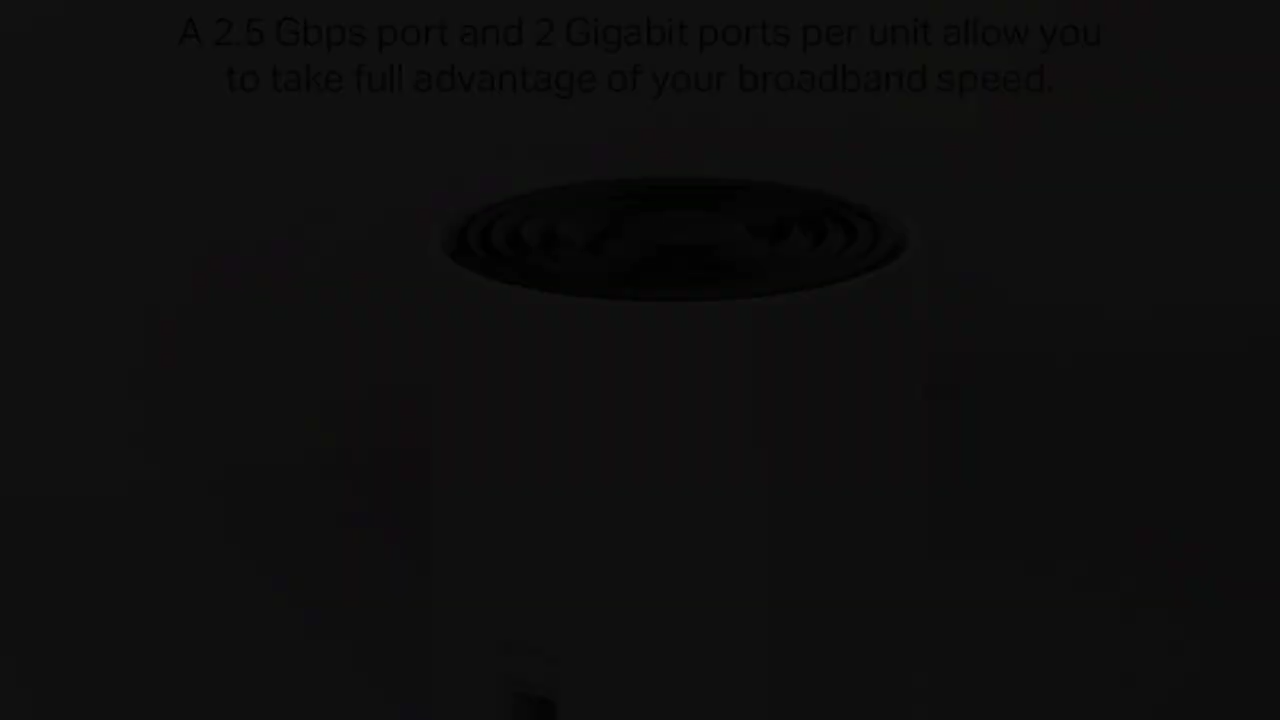 A 2.5 Gbps port and 2 Gigabit ports per unit allow you
to take full advantage of your broadband speed.